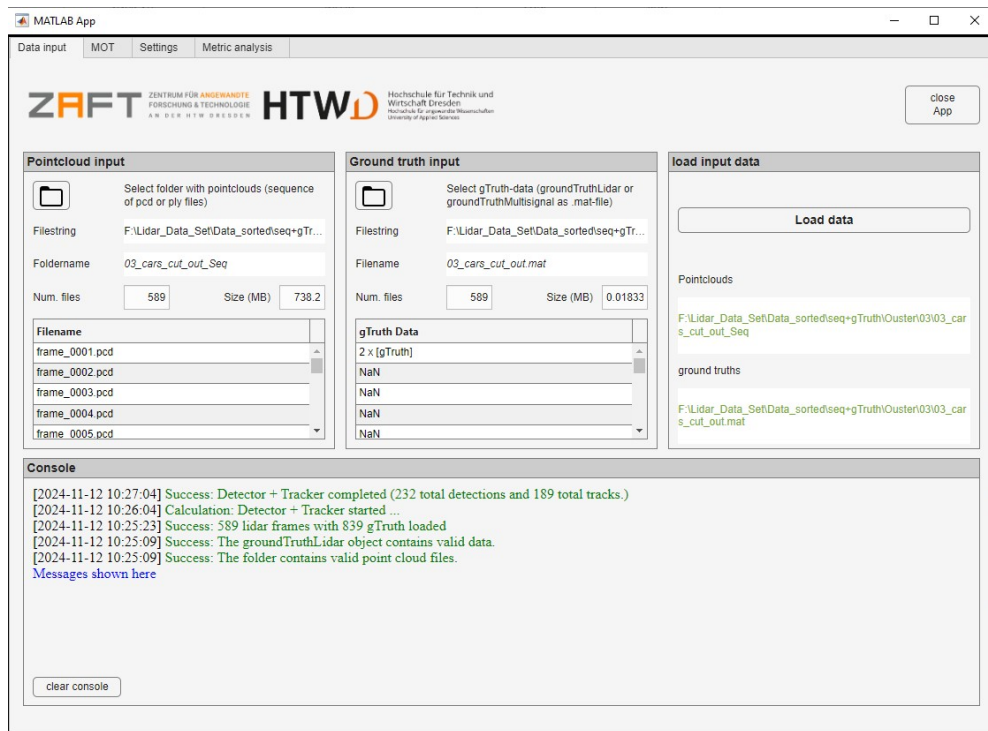 MATLAB App
Data input MOT Settings Metric analysis
ZAFT ZENTRUM FÜR ANGEWANDTE
FORSCHUNG & TECHNOLOGIE
AN DER HTW DRESDEN
HTWD Hochschule für Technik und
Wirtschaft Dresden
Hochschule für angewandte Wissenschaften
University of Applied Sciences
close
App
Pointcloud input
Select folder with pointclouds (sequence
of pcd or ply files)
Filestring F:\Lidar_Data_Set\Data_sorted\seq+gTr...
Foldername 03_cars_cut_out_Seq
Num. files 589 Size (MB) 738.2
Filename
frame_0001.pcd
frame_0002.pcd
frame_0003.pcd
frame_0004.pcd
frame_0005.pcd
Ground truth input
Select gTruth-data (groundTruthLidar or
groundTruthMultisignal as .mat-file)
Filestring F:\Lidar_Data_Set\Data_sorted\seq+gTr...
Filename 03_cars_cut_out.mat
Num. files 589 Size (MB) 0.01833
gTruth Data
2 x [gTruth]
NaN
NaN
NaN
NaN
load input data
Load data
Pointclouds
F:\Lidar_Data_Set\Data_sorted\seq+gTruth\Ouster\03\03_car
s_cut_out_Seq
ground truths
F:\Lidar_Data_Set\Data_sorted\seq+gTruth\Ouster\03\03_car
s_cut_out.mat
Console
[2024-11-12 10:27:04] Success: Detector + Tracker completed (232 total detections and 189 total tracks.)
[2024-11-12 10:26:04] Calculation: Detector + Tracker started ...
[2024-11-12 10:25:23] Success: 589 lidar frames with 839 gTruth loaded
[2024-11-12 10:25:09] Success: The groundTruthLidar object contains valid data.
[2024-11-12 10:25:09] Success: The folder contains valid point cloud files.
Messages shown here
clear console